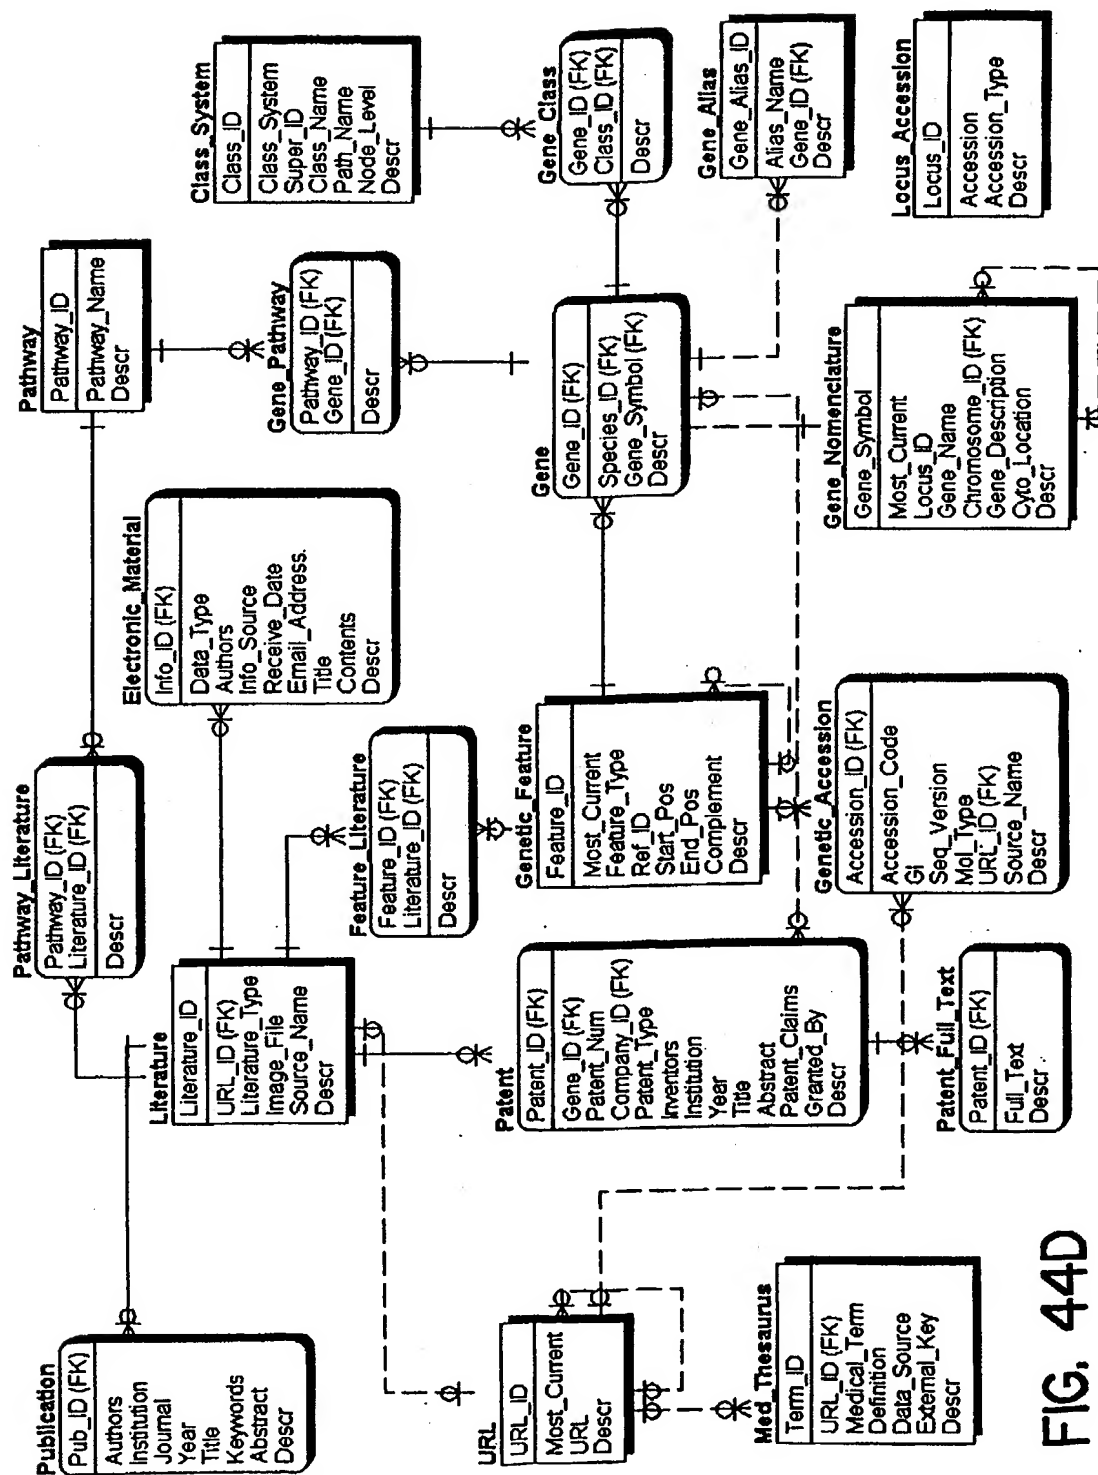 Class_System
Class_ID
Class_System
Super_ID
Class_Name
Path_Name
Node_Level
Descr
Gene_Class
Gene_ID (FK)
Class_ID (FK)
Descr
Gene_Alias
Gene_Alias_ID
Alias_Name
Gene_ID (FK)
Descr
Locus_Accession
Locus_ID
Accession
Accession_Type
Descr
Pathway
Pathway_ID
Pathway_Name
Descr
Gene_Pathway
Pathway_ID (FK)
Gene_ID (FK)
Descr
Gene
Gene_ID (FK)
Species_ID (FK)
Gene_Symbol (FK)
Descr
Gene_Nomenclature
Gene_Symbol
Most_Current
Locus_ID
Gene_Name
Chromosome_ID (FK)
Gene_Description
Cyto_Location
Descr
Electronic_Material
Info_ID (FK)
Data_Type
Authors
Info_Source
Receive_Date
Email_Address.
Title
Contents
Descr
Pathway_Literature
Pathway_ID (FK)
Literature_ID (FK)
Descr
Feature_Literature
Feature_ID (FK)
Literature_ID (FK)
Descr
Genetic_Feature
Feature_ID
Most_Current
Feature_Type
Ref_ID
Start_Pos
End_Pos
Complement
Descr
Genetic_Accession
Accession_ID (FK)
Accession_Code
GI
Seq_Version
Mol_Type
URL_ID (FK)
Source_Name
Descr
Literature
Literature_ID
URL_ID (FK)
Literature_Type
Image_File
Source_Name
Descr
Patent
Patent_ID (FK)
Gene_ID (FK)
Patent_Num
Company_ID (FK)
Patent_Type
Inventors
Institution
Year
Title
Abstract
Patent_Claims
Granted_By
Descr
Patent_Full_Text
Patent_ID (FK)
Full_Text
Descr
Publication
Pub_ID (FK)
Authors
Institution
Journal
Year
Title
Keywords
Abstract
Descr
URL
URL_ID
Most_Current
URL
Descr
Med_Thesaurus
Term_ID
URL_ID (FK)
Medical_Term
Definition
Data_Source
External_Key
Descr
FIG. 44D